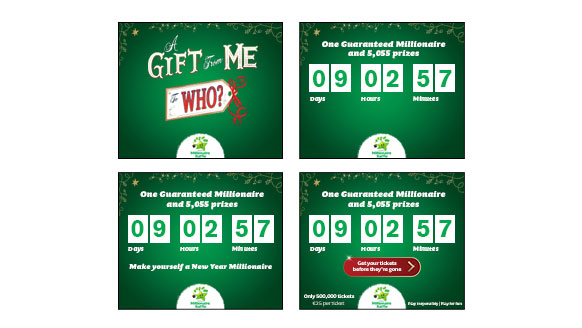 A
GIFT From ME
To WHO?
Millionaire
Raffle
One Guaranteed Millionaire
and 5,055 prizes
09 02 57
Days Hours Minutes
Millionaire
Raffle
One Guaranteed Millionaire
and 5,055 prizes
09 02 57
Days Hours Minutes
Make yourself a New Year Millionaire
Millionaire
Raffle
One Guaranteed Millionaire
and 5,055 prizes
09 02 57
Days Hours Minutes
Get your tickets
before they're gone
Only 500,000 tickets
€25 per ticket
Millionaire
Raffle
Play responsibly | Play for fun